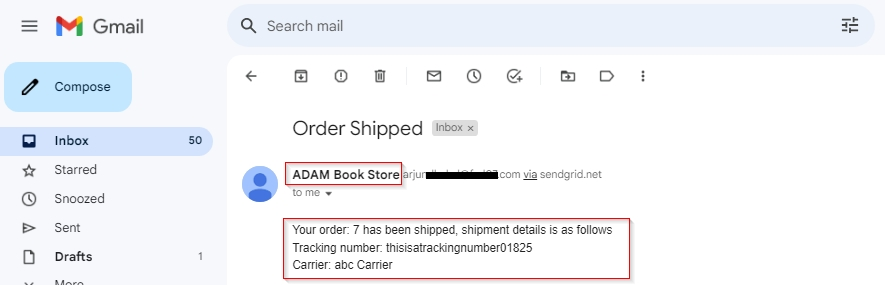 Gmail
Search mail
Compose
Inbox 50
Starred
Snoozed
Sent
Drafts 1
More
Order Shipped Inbox x
ADAM Book Store .com via sendgrid.net
to me
Your order: 7 has been shipped, shipment details is as follows
Tracking number: thisisatrackingnumber01825
Carrier: abc Carrier